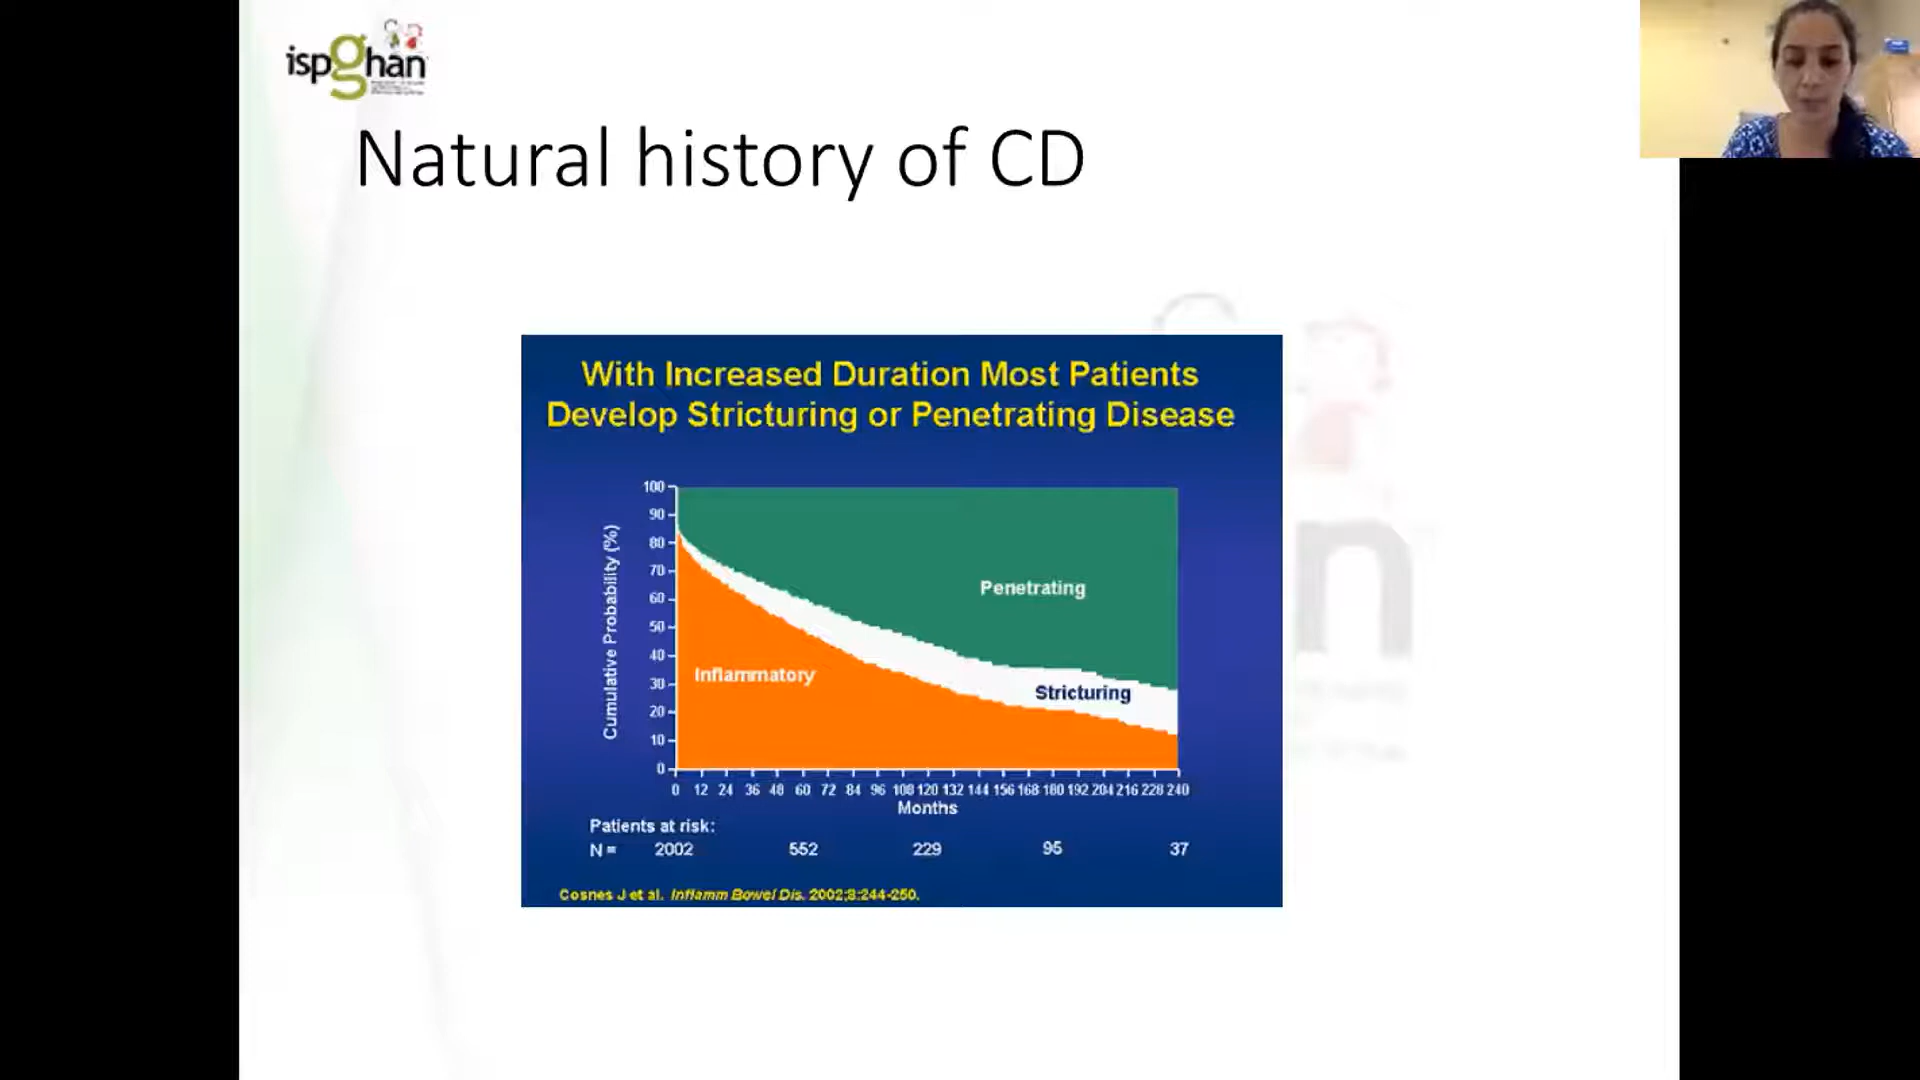 ispghan
Natural history of CD
With Increased Duration Most Patients
Develop Stricturing or Penetrating Disease
100
90
80
70
60
50
40
30
20
10
0
Cumulative Probability (%)
Penetrating
Inflammatory
Stricturing
0 12 24 36 48 60 72 84 96 108 120 132 144 156 168 180 192 204 216 228 240
Months
Patients at risk:
N = 2002 552 229 95 37
Cosnes J et al. Inflamm Bowel Dis. 2002;8:244-250.
n